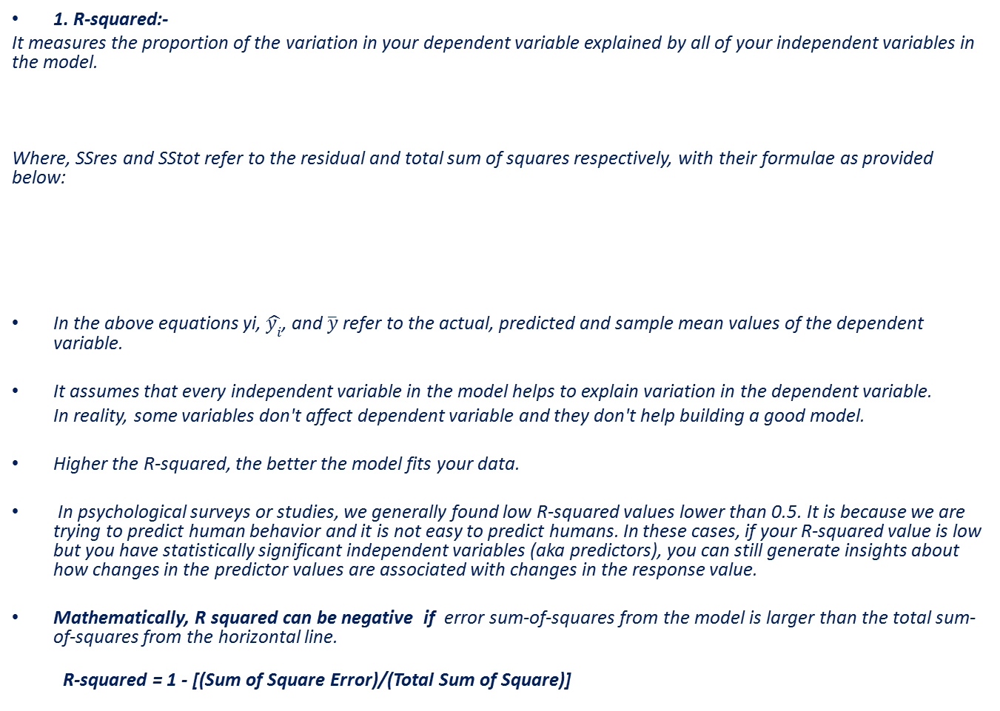 • 1. R-squared:-
It measures the proportion of the variation in your dependent variable explained by all of your independent variables in
the model.
Where, SSres and SStot refer to the residual and total sum of squares respectively, with their formulae as provided
below:
• In the above equations yi, ŷᵢ, and ȳ refer to the actual, predicted and sample mean values of the dependent
variable.
• It assumes that every independent variable in the model helps to explain variation in the dependent variable.
In reality, some variables don't affect dependent variable and they don't help building a good model.
• Higher the R-squared, the better the model fits your data.
• In psychological surveys or studies, we generally found low R-squared values lower than 0.5. It is because we are
trying to predict human behavior and it is not easy to predict humans. In these cases, if your R-squared value is low
but you have statistically significant independent variables (aka predictors), you can still generate insights about
how changes in the predictor values are associated with changes in the response value.
• Mathematically, R squared can be negative if error sum-of-squares from the model is larger than the total sum-
of-squares from the horizontal line.
R-squared = 1 - [(Sum of Square Error)/(Total Sum of Square)]